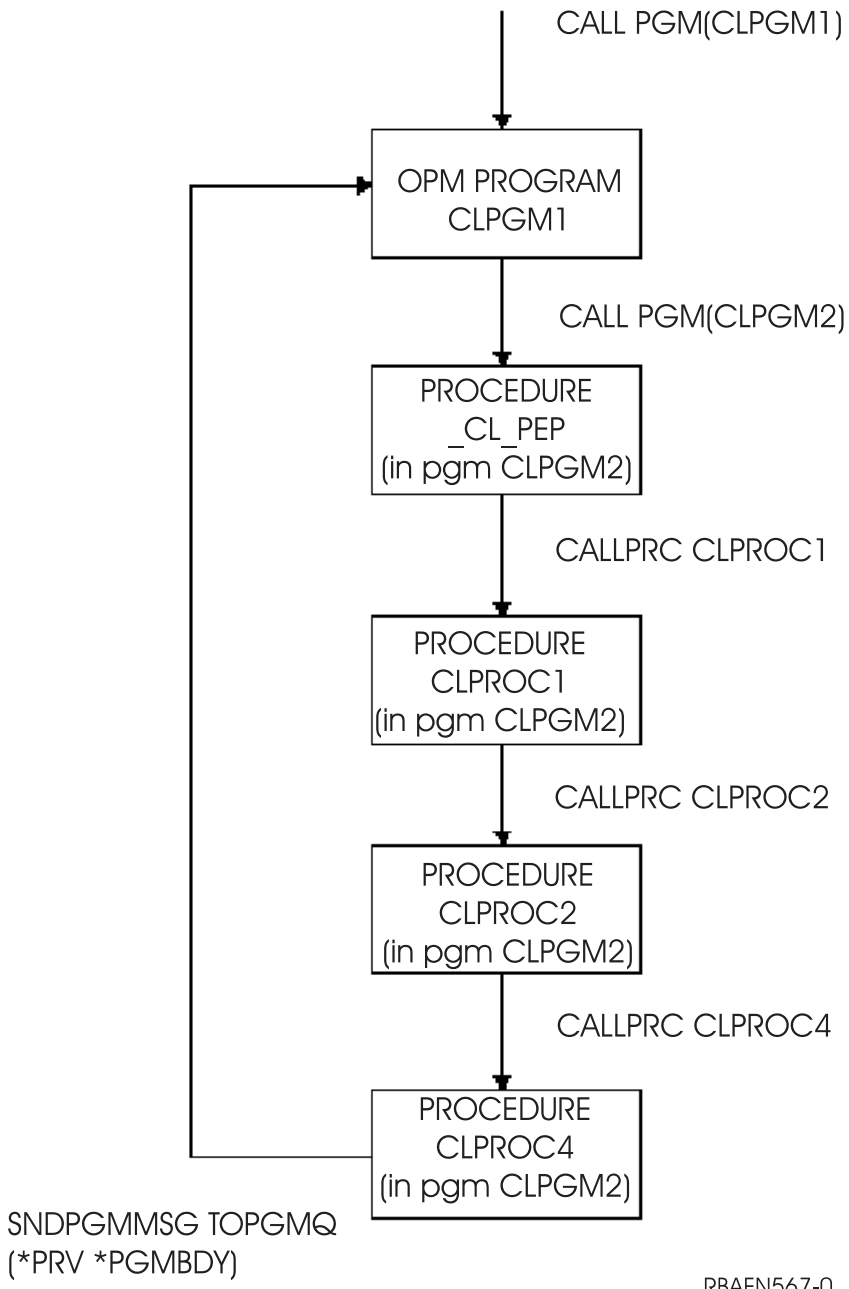 CALL PGM(CLPGM1)
OPM PROGRAM
CLPGM1
CALL PGM(CLPGM2)
PROCEDURE
_CL_PEP
(in pgm CLPGM2)
CALLPRC CLPROC1
PROCEDURE
CLPROC1
(in pgm CLPGM2)
CALLPRC CLPROC2
PROCEDURE
CLPROC2
(in pgm CLPGM2)
CALLPRC CLPROC4
PROCEDURE
CLPROC4
(in pgm CLPGM2)
SNDPGMMSG TOPGMQ
(*PRV *PGMBDY)
RBAFN567-0